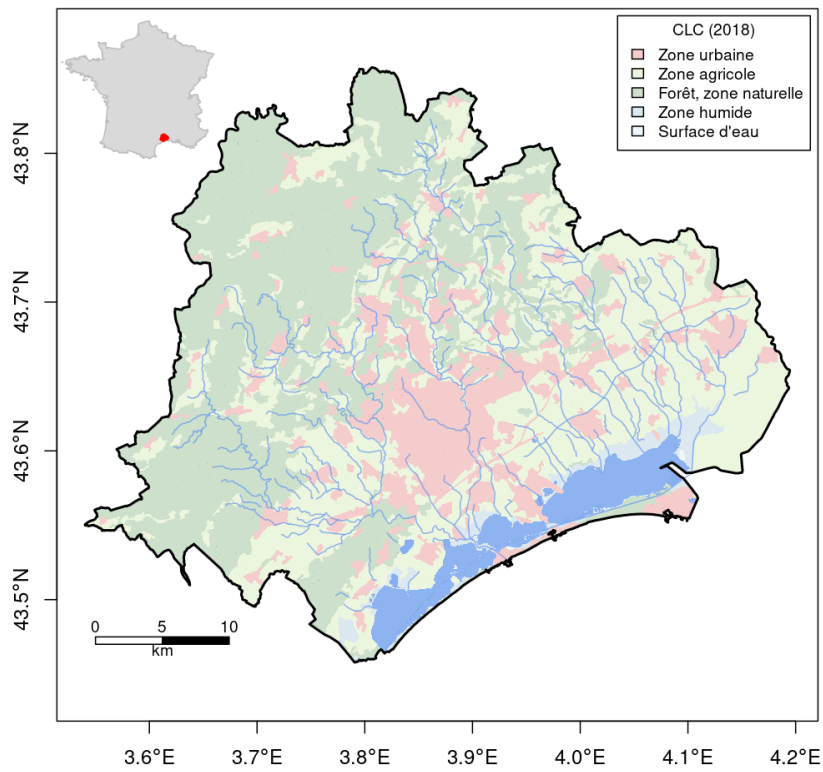 CLC (2018)
Zone urbaine
Zone agricole
Forêt, zone naturelle
Zone humide
Surface d'eau
43.8°N
43.7°N
43.6°N
43.5°N
0 5 10
km
3.6°E 3.7°E 3.8°E 3.9°E 4.0°E 4.1°E 4.2°E